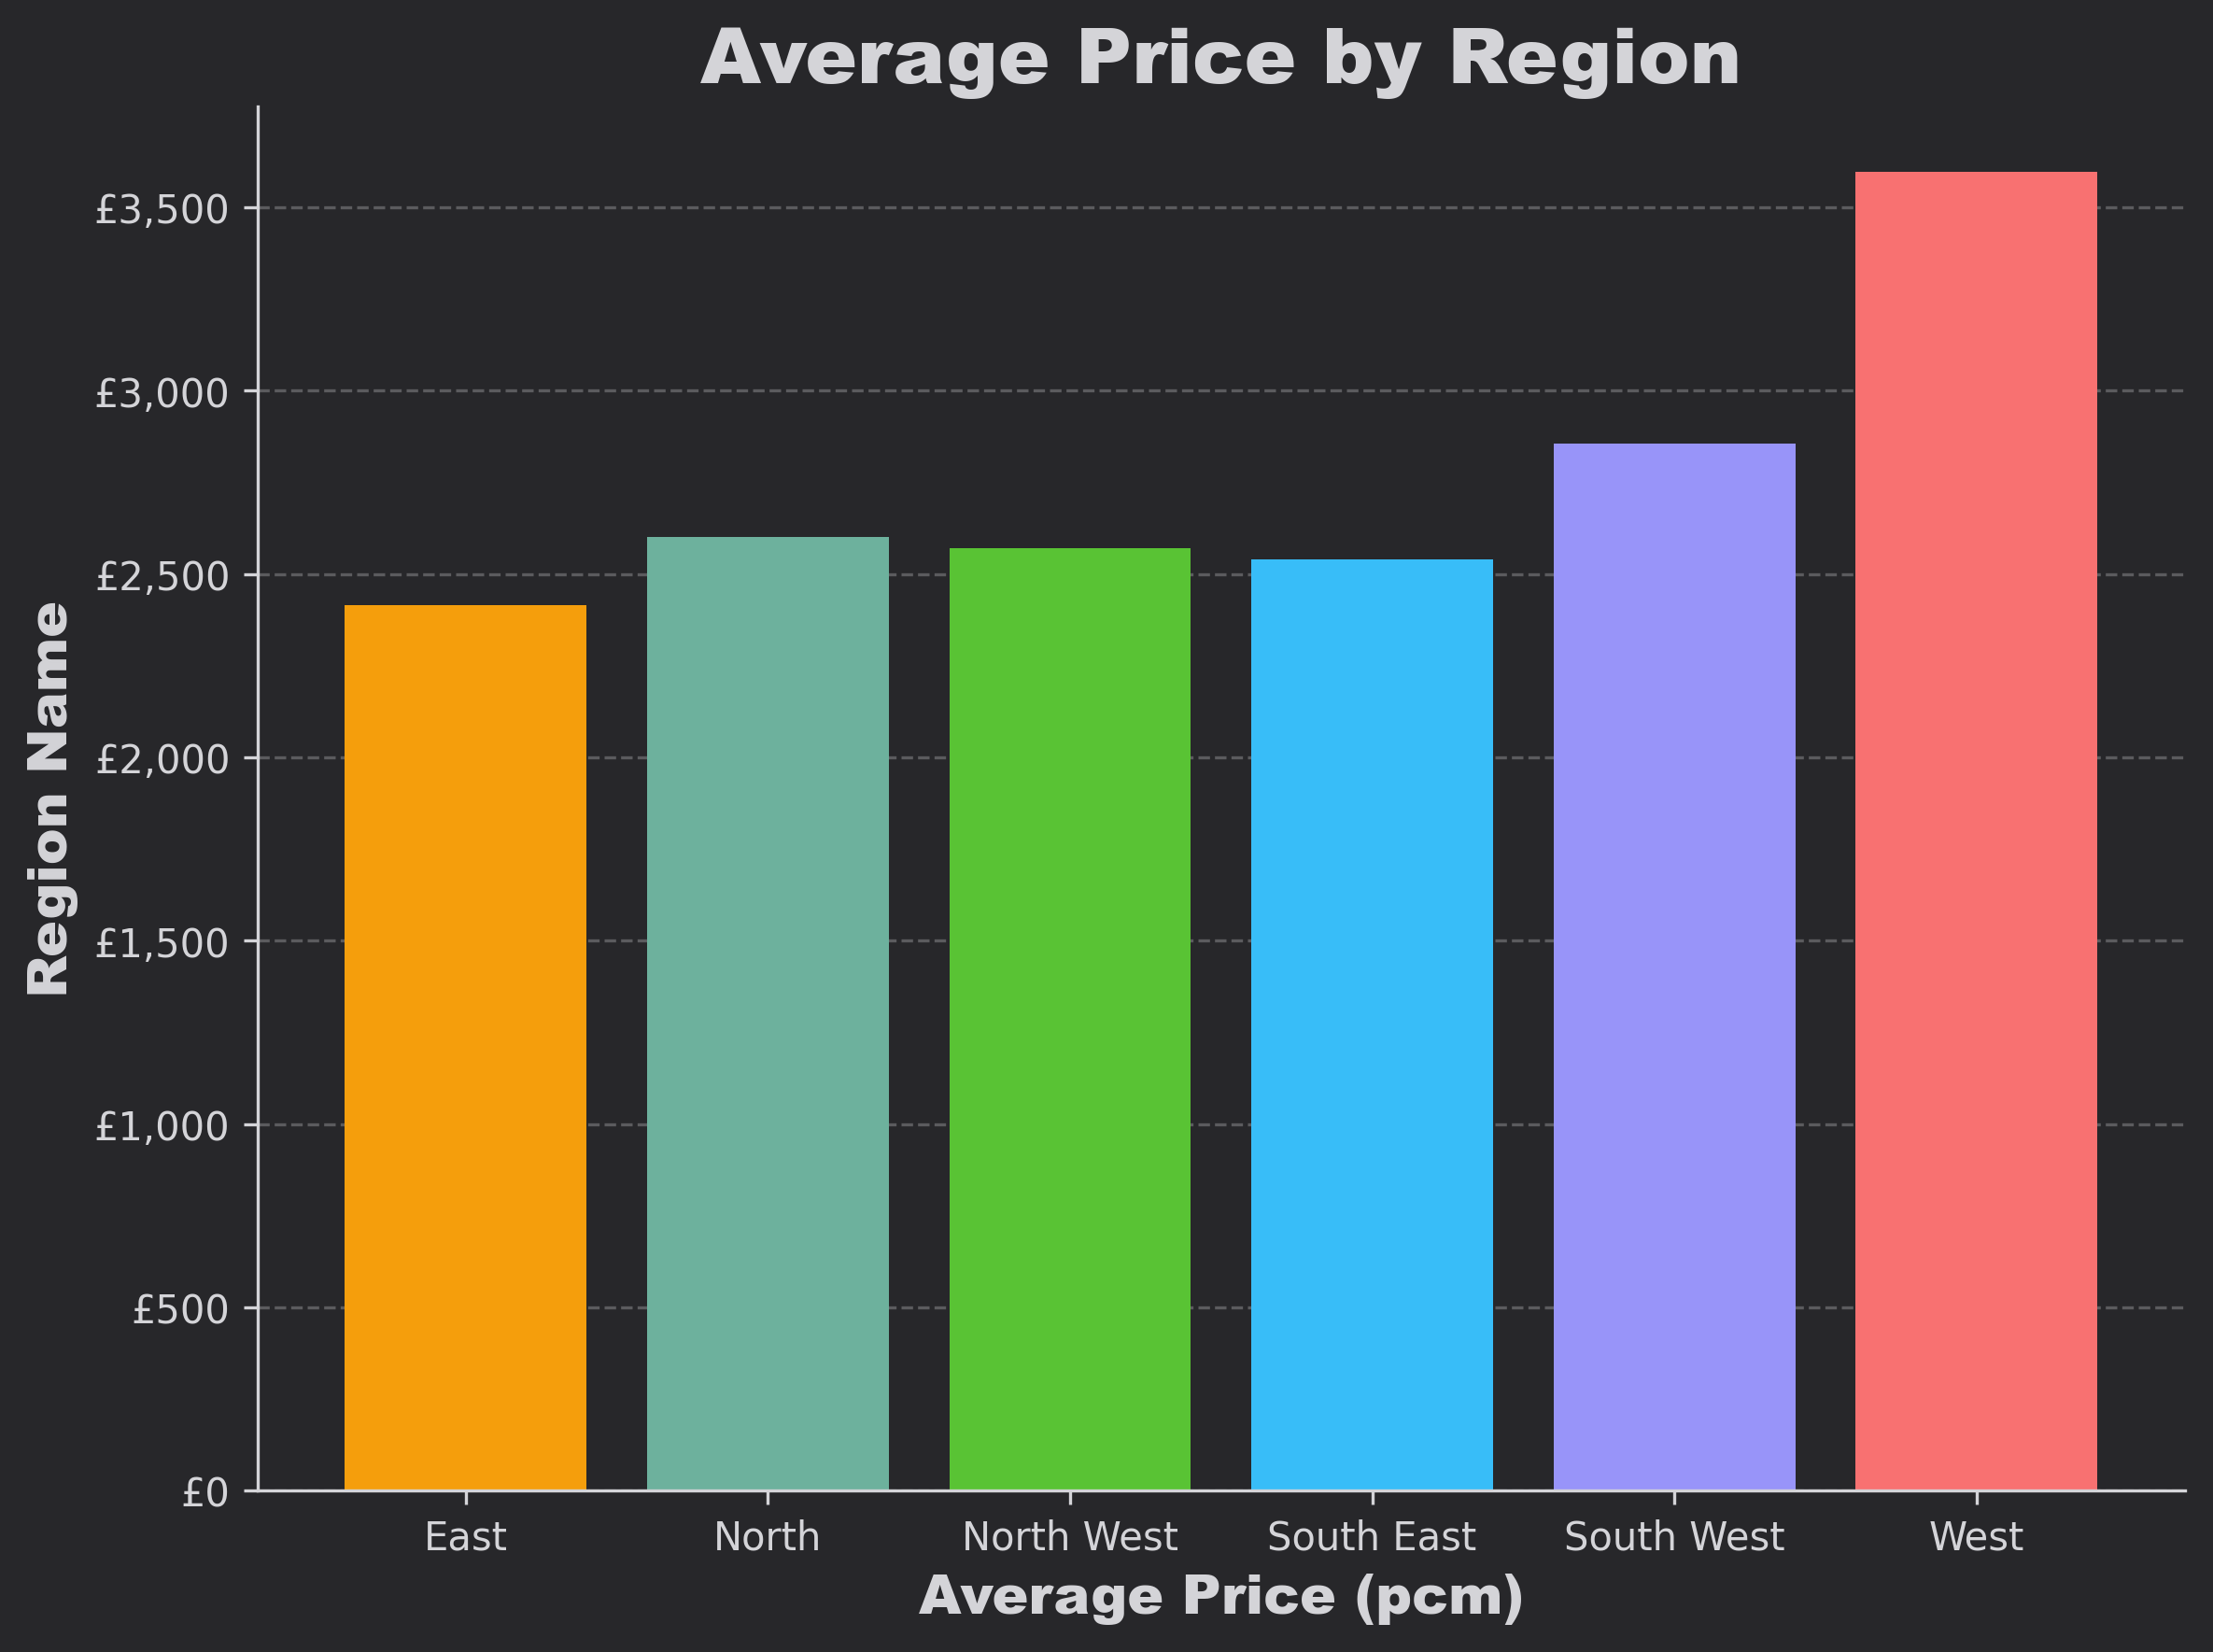 Average Price by Region
£3,500
£3,000
£2,500
£2,000
£1,500
£1,000
£500
£0
Region Name
East
North
North West
South East
South West
West
Average Price (pcm)